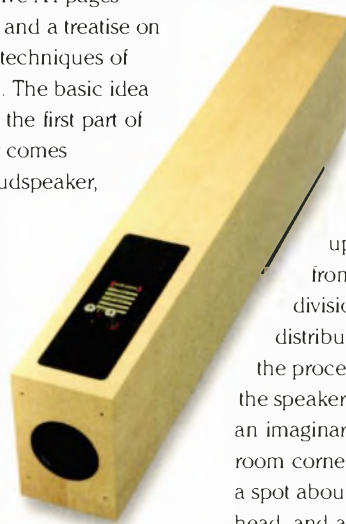 and a treatise on
techniques of
. The basic idea
the first part of
comes
udspeaker,
up
from
divisio
distribu
the proce
the speaker
an imaginar
room corne
a spot abou
head, and a